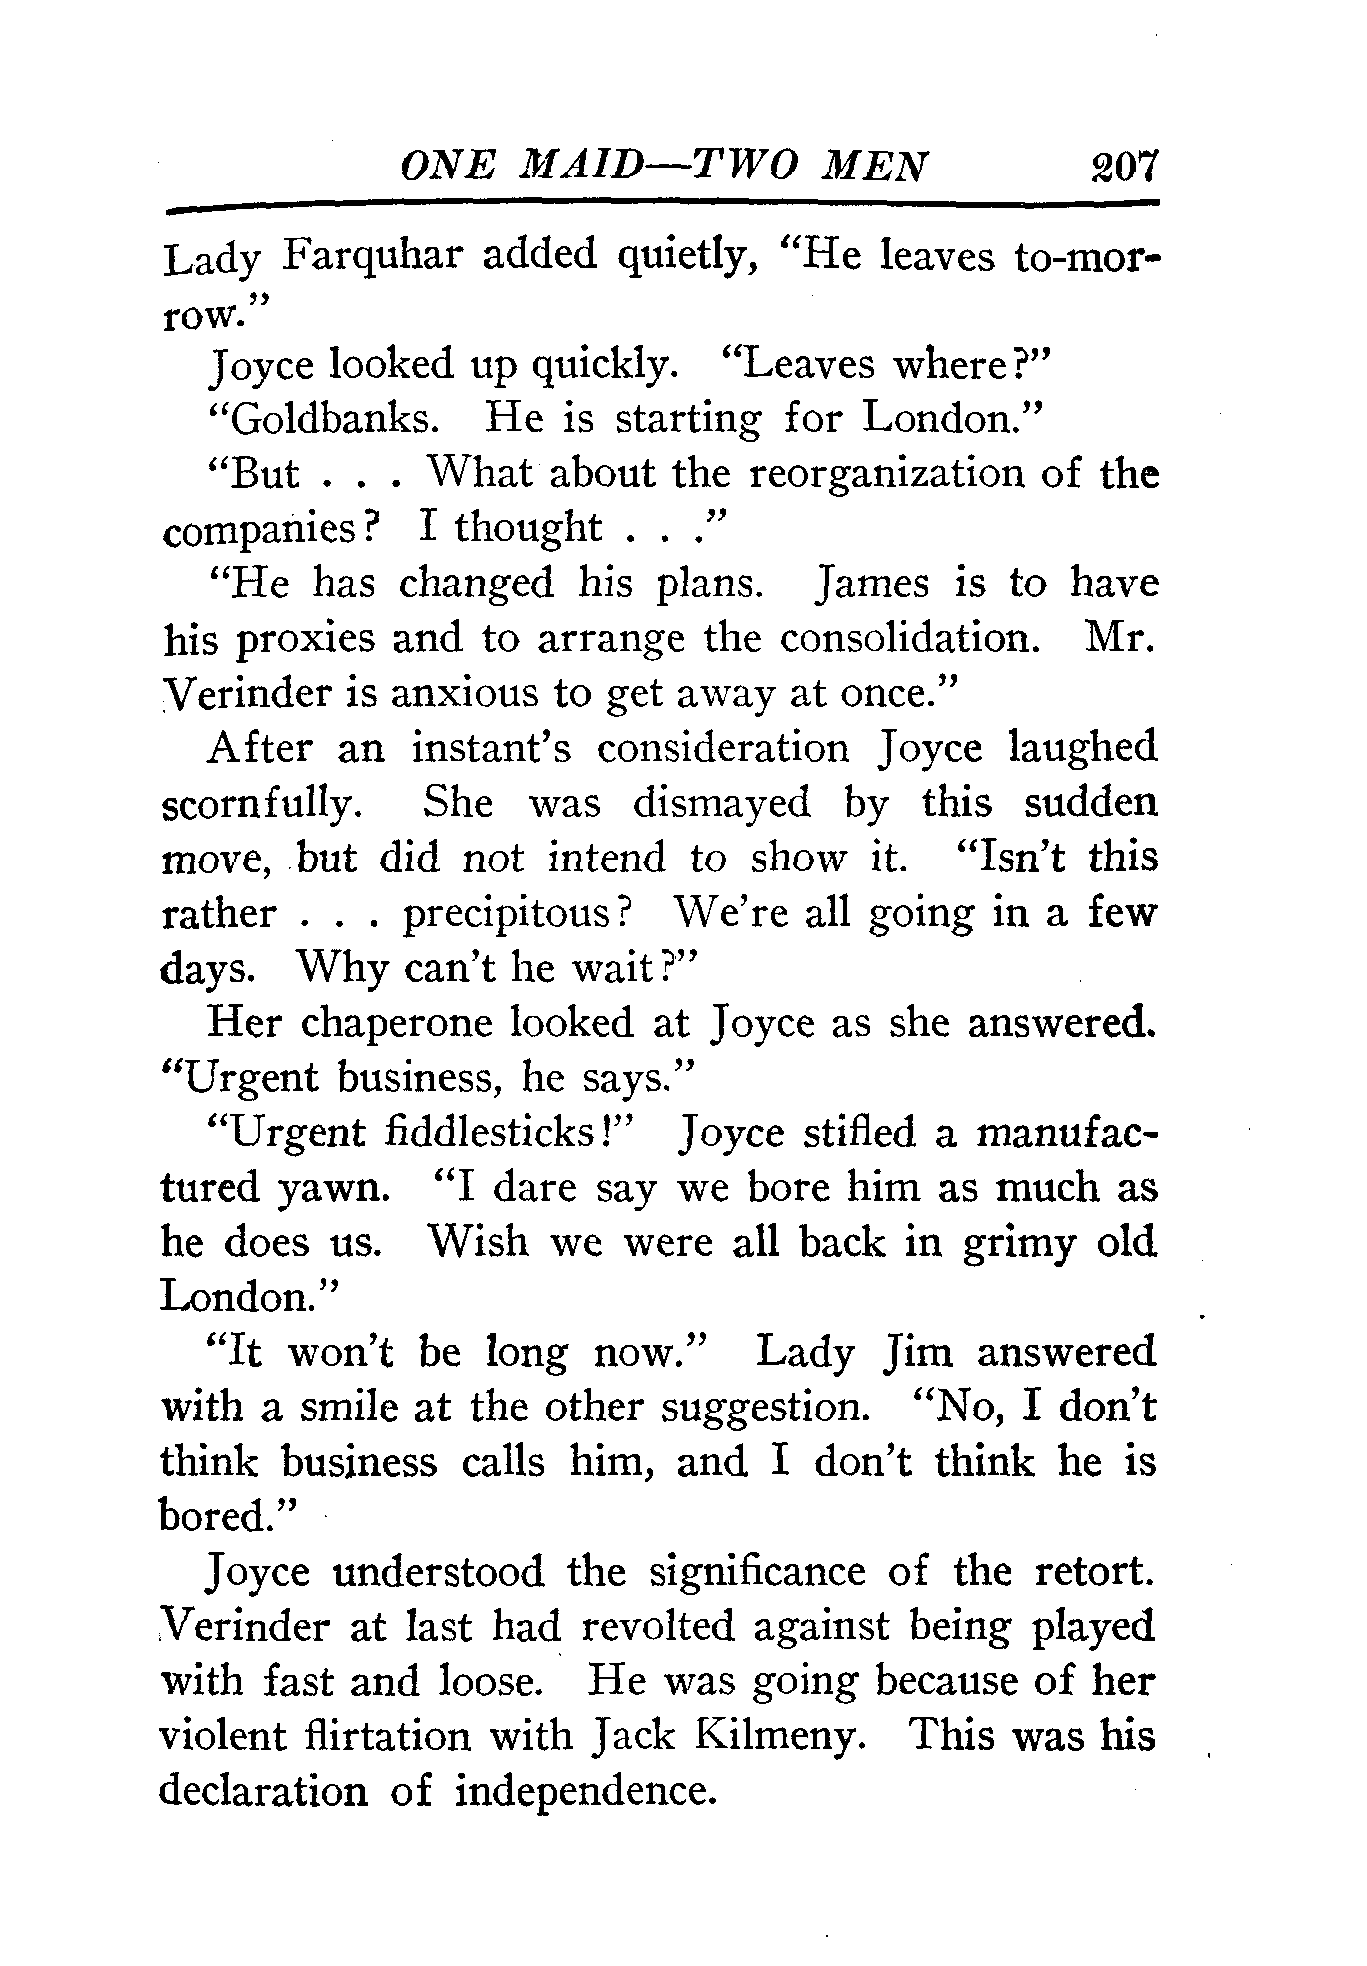 ONE MAID—TWO MEN 207
Lady Farquhar added quietly, “He leaves to-mor-
row.”
Joyce looked up quickly. “Leaves where?”
“Goldbanks. He is starting for London.”
“But . . . What about the reorganization of the
companies? I thought . . .”
“He has changed his plans. James is to have
his proxies and to arrange the consolidation. Mr.
Verinder is anxious to get away at once.”
After an instant’s consideration Joyce laughed
scornfully. She was dismayed by this sudden
move, but did not intend to show it. “Isn’t this
rather . . . precipitous? We’re all going in a few
days. Why can’t he wait?”
Her chaperone looked at Joyce as she answered.
“Urgent business, he says.”
“Urgent fiddlesticks!” Joyce stifled a manufac-
tured yawn. “I dare say we bore him as much as
he does us. Wish we were all back in grimy old
London.”
“It won’t be long now.” Lady Jim answered
with a smile at the other suggestion. “No, I don’t
think business calls him, and I don’t think he is
bored.”
Joyce understood the significance of the retort.
Verinder at last had revolted against being played
with fast and loose. He was going because of her
violent flirtation with Jack Kilmeny. This was his
declaration of independence.